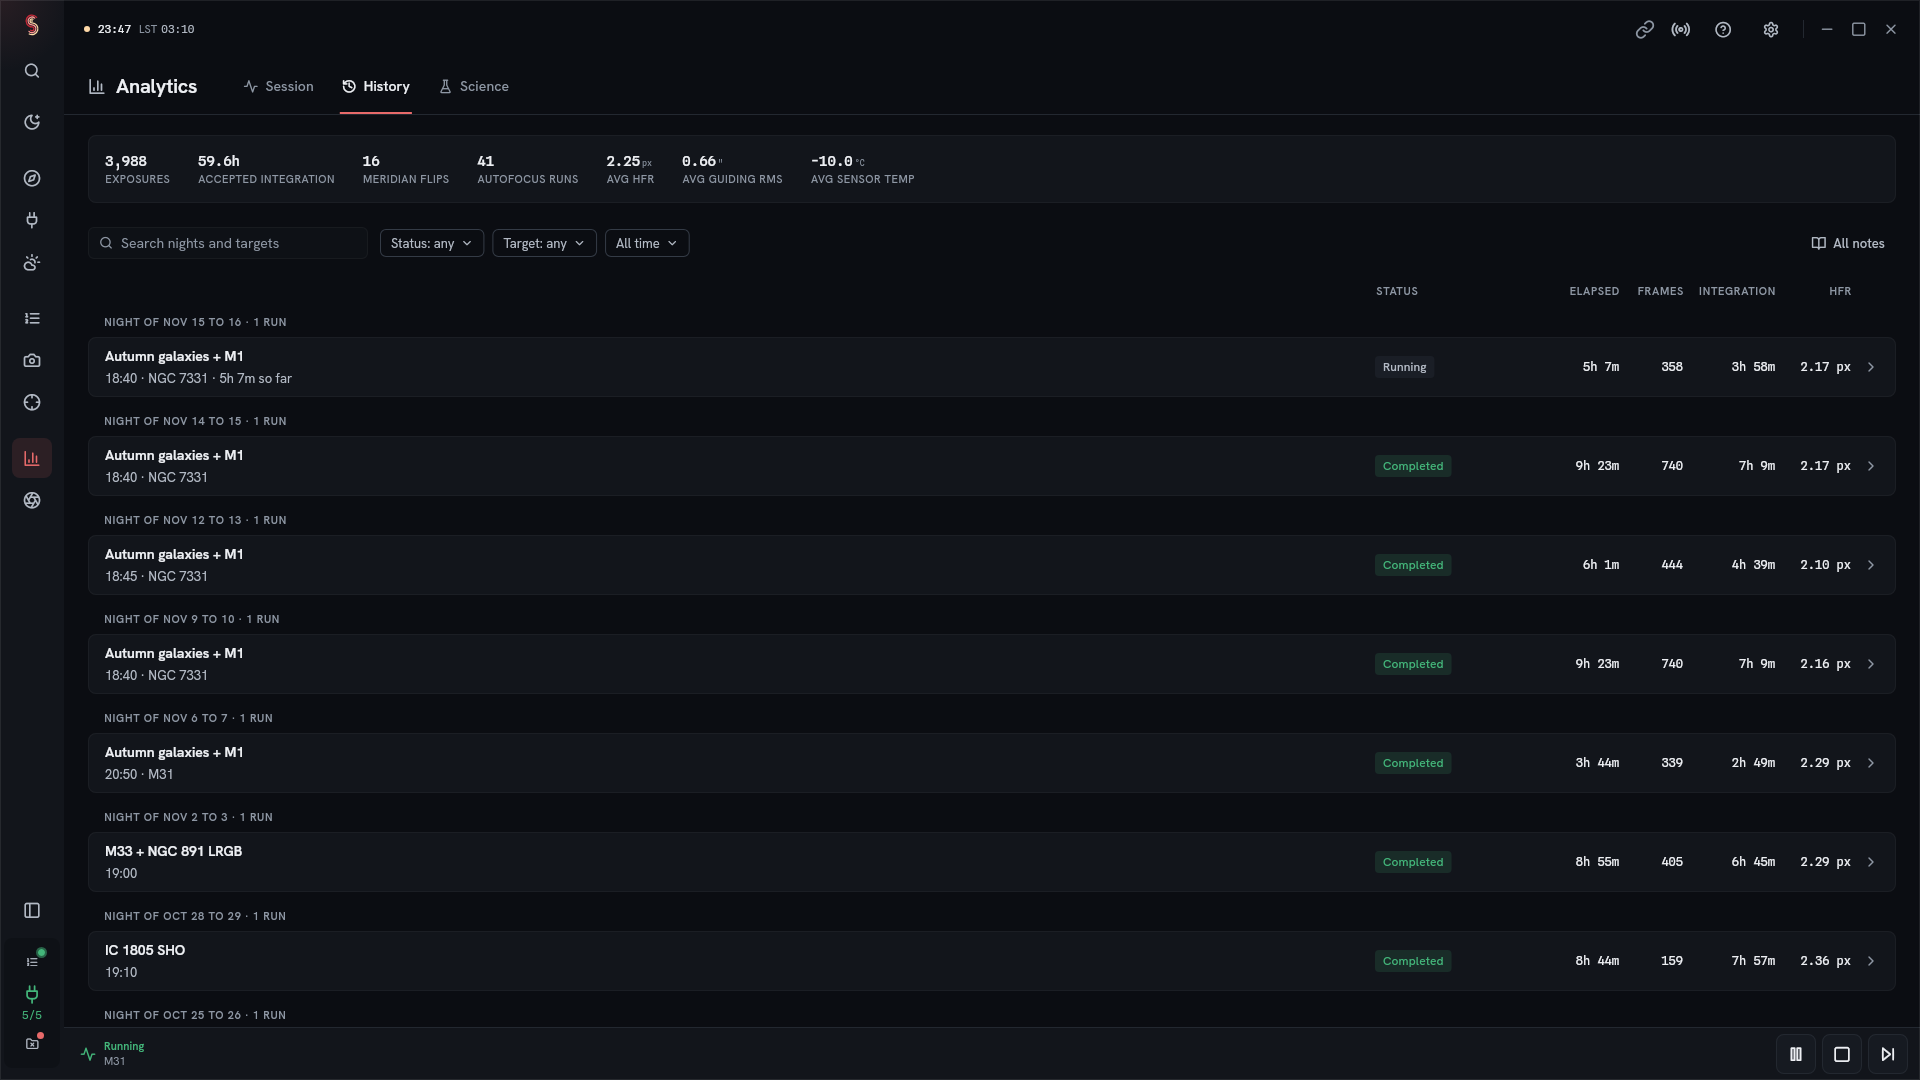 23:47 LST 03:10
Analytics
Session
History
Science
3,988
EXPOSURES
59.6h
ACCEPTED INTEGRATION
16
MERIDIAN FLIPS
41
AUTOFOCUS RUNS
2.25 px
AVG HFR
0.66 "
AVG GUIDING RMS
-10.0 °C
AVG SENSOR TEMP
Search nights and targets
Status: any
Target: any
All time
All notes
STATUS ELAPSED FRAMES INTEGRATION HFR
NIGHT OF NOV 15 TO 16 · 1 RUN
Autumn galaxies + M1
18:40 · NGC 7331 · 5h 7m so far
Running 5h 7m 358 3h 58m 2.17 px
NIGHT OF NOV 14 TO 15 · 1 RUN
Autumn galaxies + M1
18:40 · NGC 7331
Completed 9h 23m 740 7h 9m 2.17 px
NIGHT OF NOV 12 TO 13 · 1 RUN
Autumn galaxies + M1
18:45 · NGC 7331
Completed 6h 1m 444 4h 39m 2.10 px
NIGHT OF NOV 9 TO 10 · 1 RUN
Autumn galaxies + M1
18:40 · NGC 7331
Completed 9h 23m 740 7h 9m 2.16 px
NIGHT OF NOV 6 TO 7 · 1 RUN
Autumn galaxies + M1
20:50 · M31
Completed 3h 44m 339 2h 49m 2.29 px
NIGHT OF NOV 2 TO 3 · 1 RUN
M33 + NGC 891 LRGB
19:00
Completed 8h 55m 405 6h 45m 2.29 px
NIGHT OF OCT 28 TO 29 · 1 RUN
IC 1805 SHO
19:10
Completed 8h 44m 159 7h 57m 2.36 px
NIGHT OF OCT 25 TO 26 · 1 RUN
5/5
Running
M31